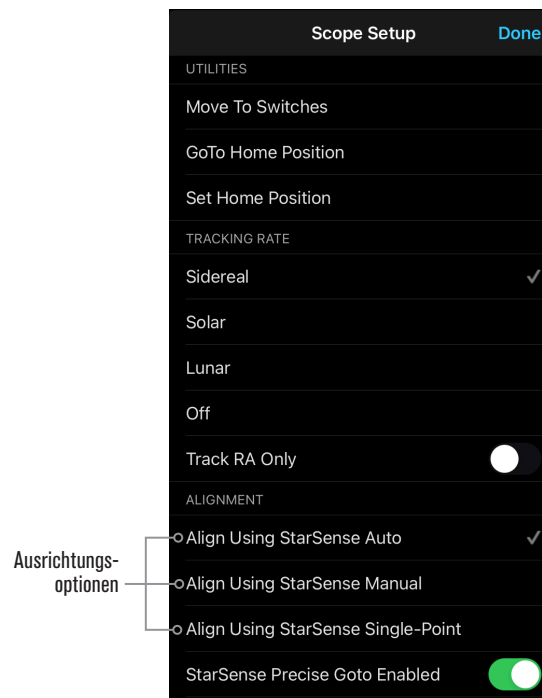 Scope Setup Done
UTILITIES
Move To Switches
GoTo Home Position
Set Home Position
TRACKING RATE
Sidereal
Solar
Lunar
Off
Track RA Only
ALIGNMENT
Align Using StarSense Auto
Ausrichtungs-
optionen
Align Using StarSense Manual
Align Using StarSense Single-Point
StarSense Precise Goto Enabled